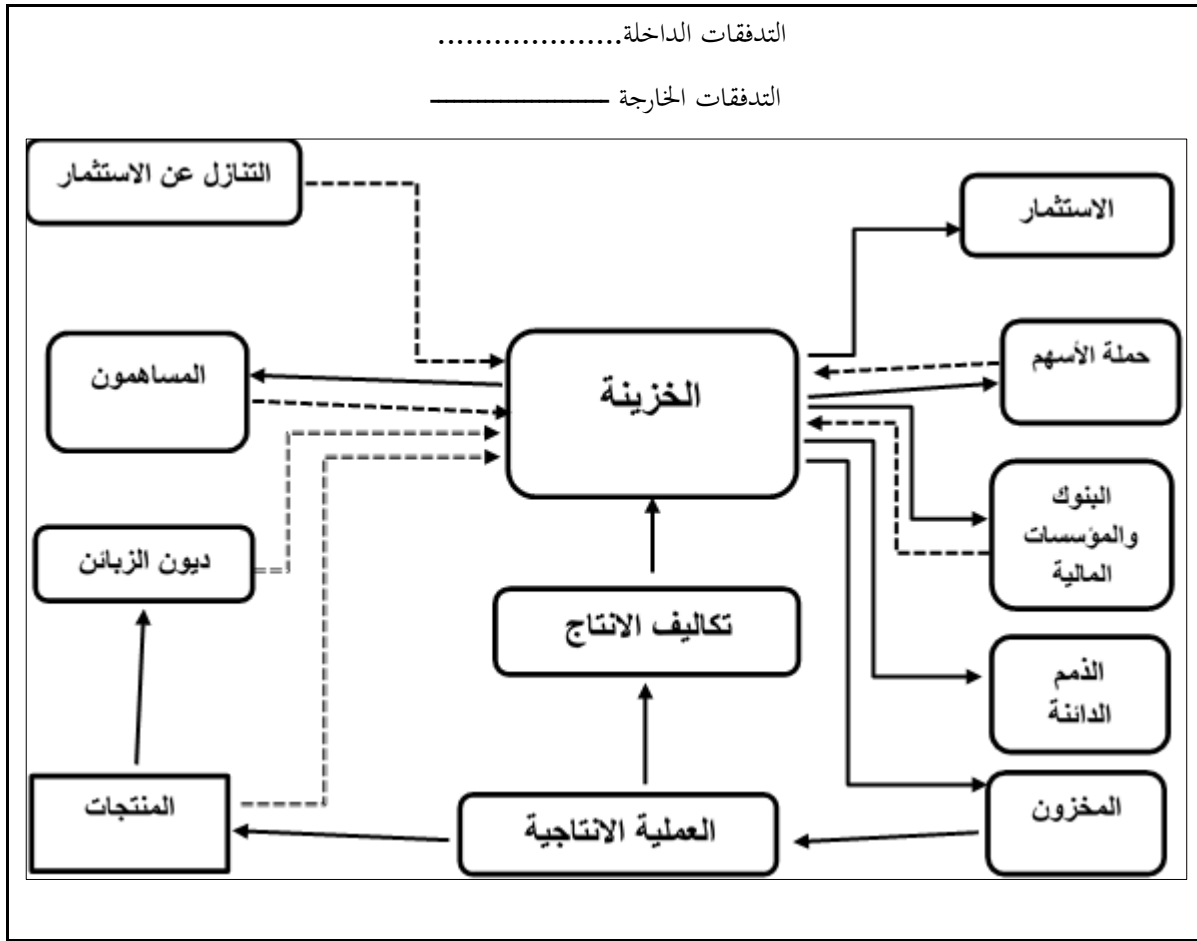 التدفقات الداخلة....................
التدفقات الخارجة
التنازل عن الاستثمار
الاستثمار
المساهمون
الخزينة
حملة الأسهم
ديون الزبائن
تكاليف الانتاج
البنوك
والمؤسسات
المالية
الذمم
الدائنة
المنتجات
العملية الانتاجية
المخزون